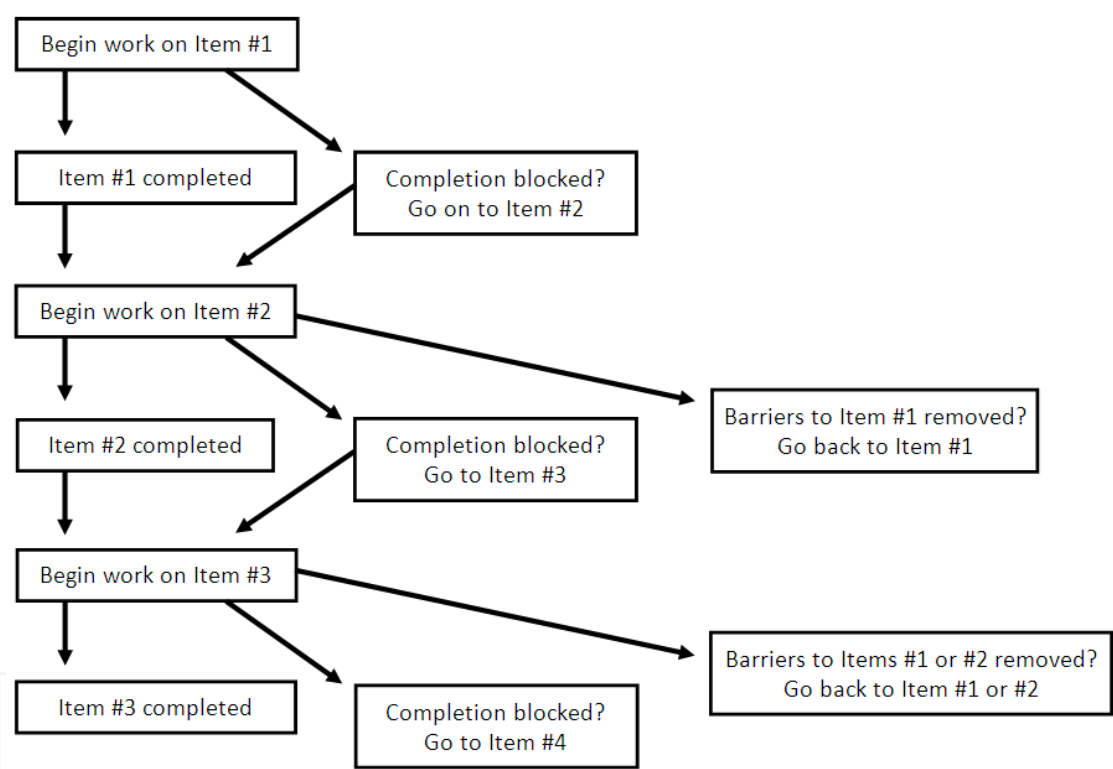 Begin work on Item #1
Item #1 completed
Completion blocked?
Go on to Item #2
Begin work on Item #2
Barriers to Item #1 removed?
Go back to Item #1
Item #2 completed
Completion blocked?
Go to Item #3
Begin work on Item #3
Barriers to Items #1 or #2 removed?
Go back to Item #1 or #2
Item #3 completed
Completion blocked?
Go to Item #4